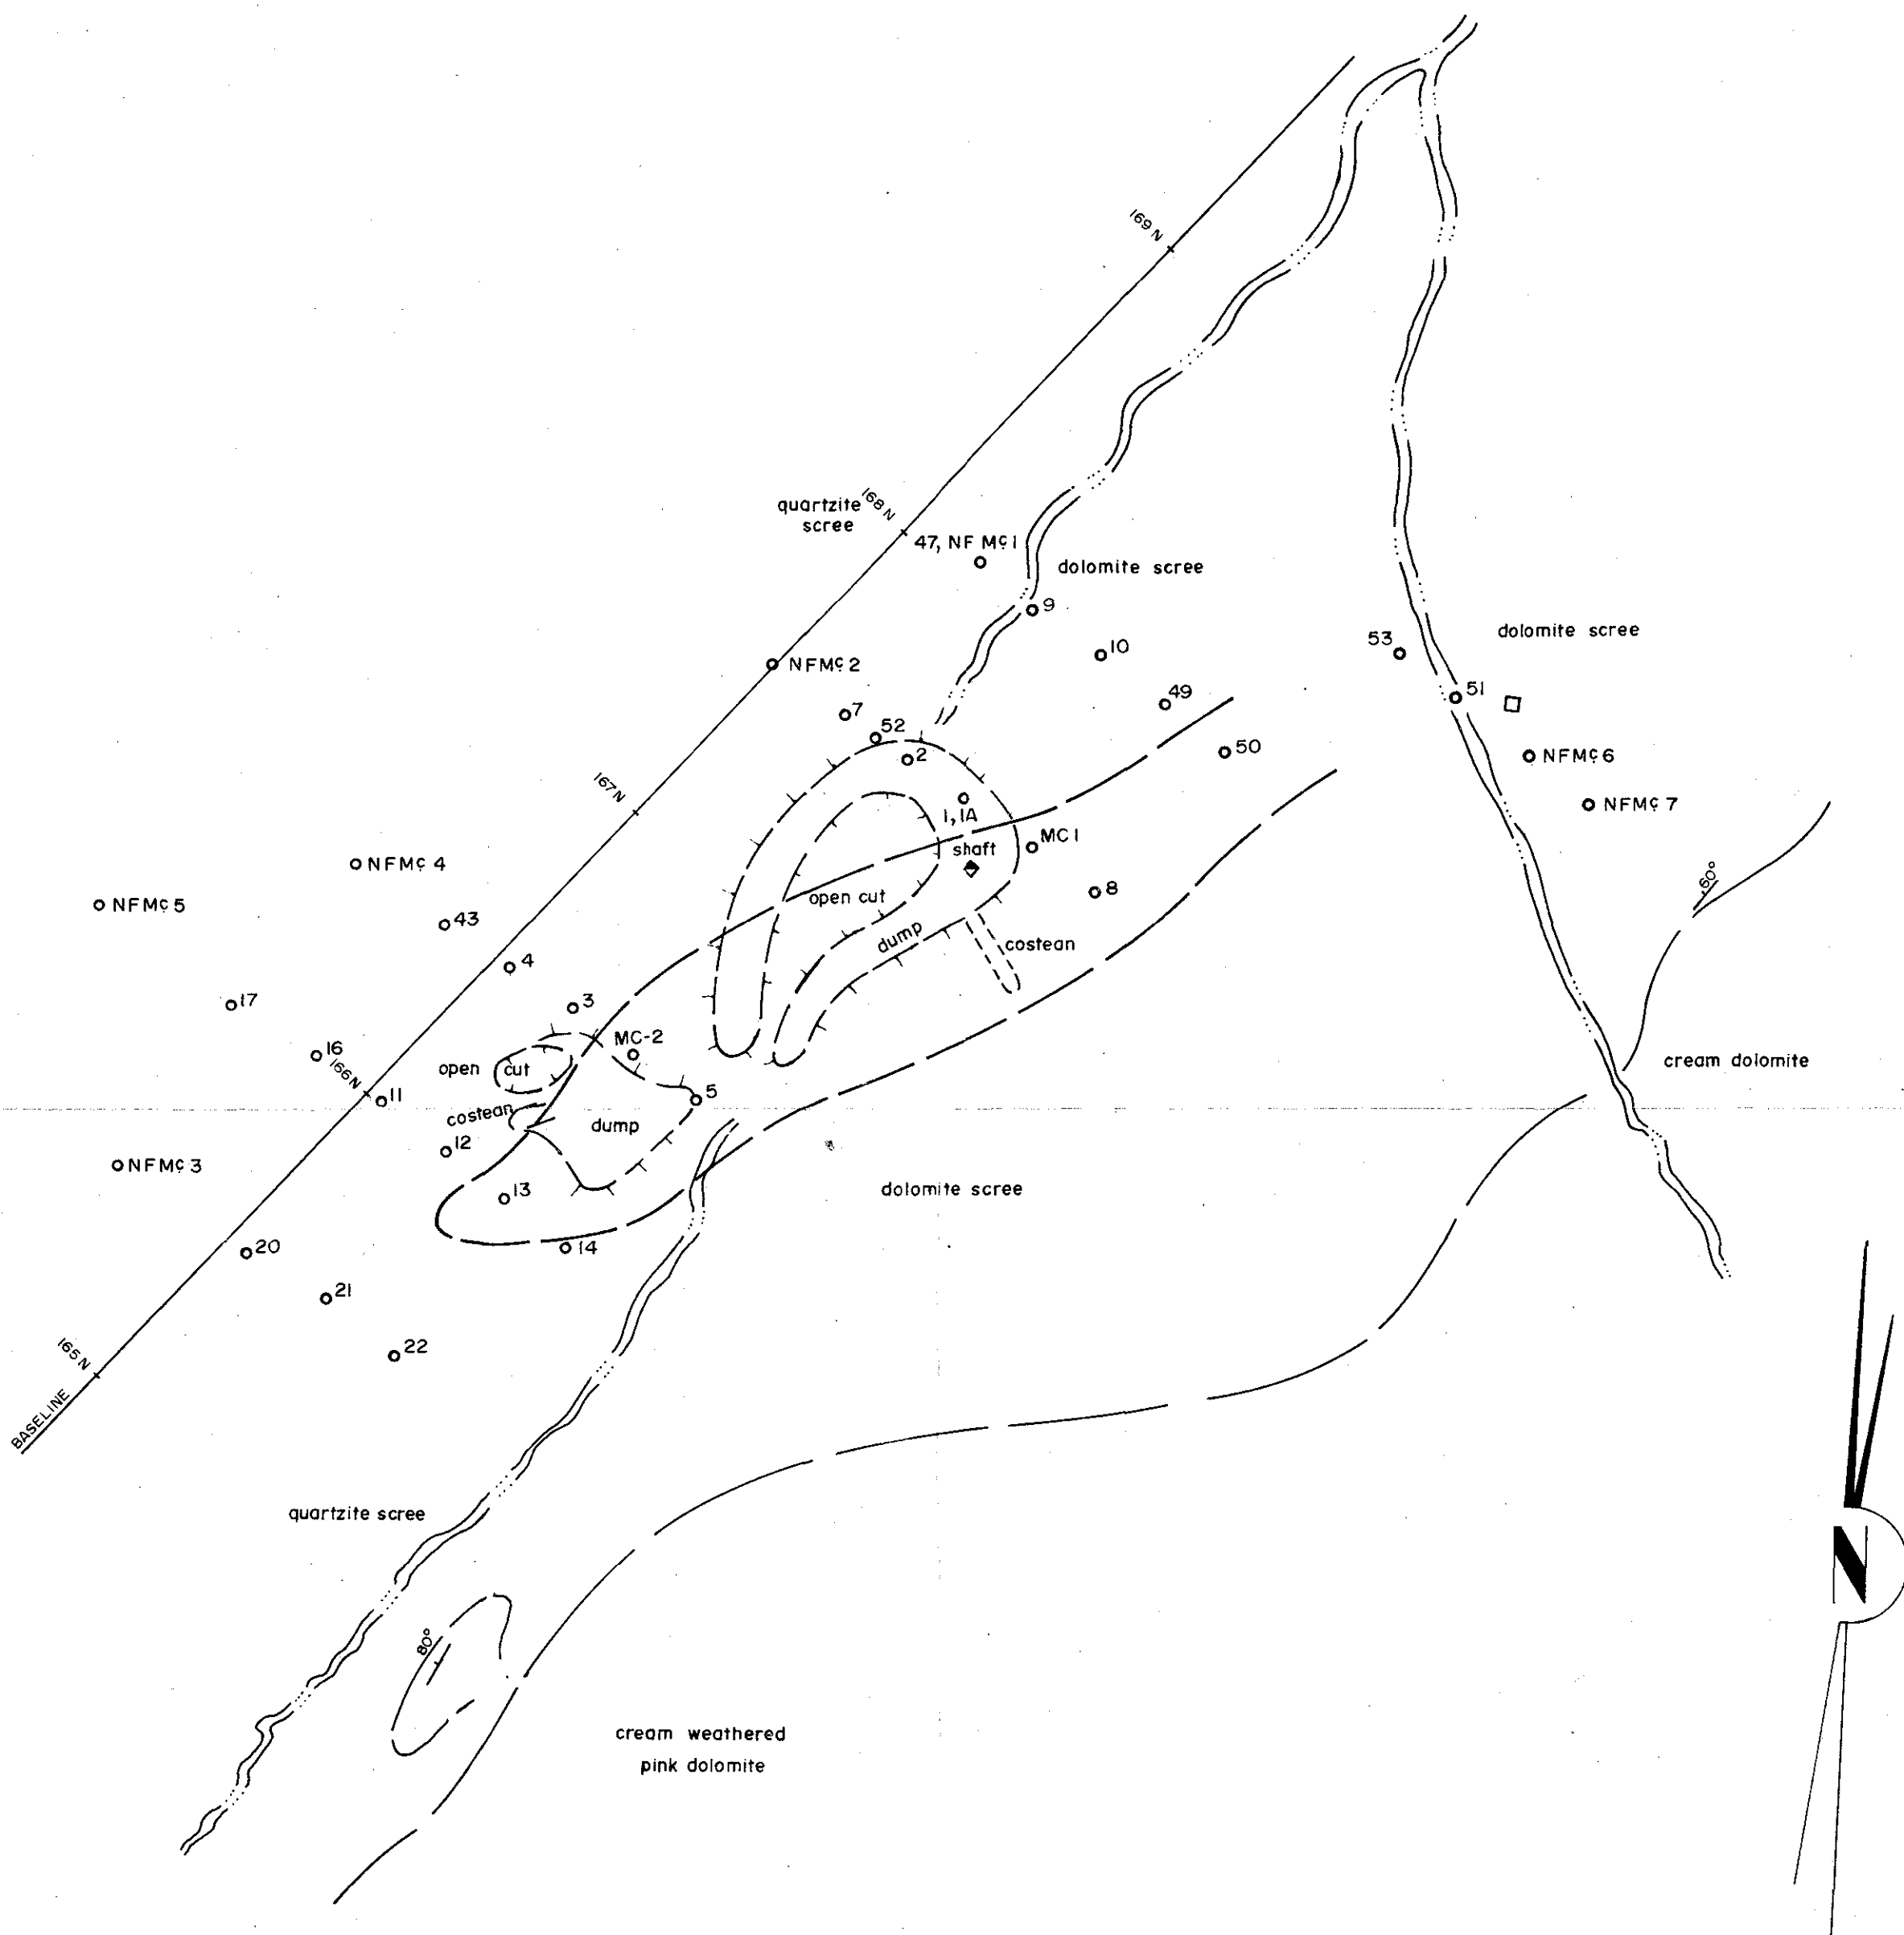 169 N
quartzite
scree
168 N
47, NF Mc 1
dolomite scree
9
10
53
dolomite scree
NFMc 2
51
49
7
52
2
50
NFMc 6
167 N
1, 1A
NFMc 7
MC 1
shaft
NFMc 4
60°
8
open cut
NFMc 5
43
dump
costean
4
17
3
MC-2
16
open cut
166 N
cream dolomite
11
5
costean
dump
12
NFMc 3
13
dolomite scree
14
20
21
22
165 N
BASELINE
quartzite scree
N
80°
cream weathered
pink dolomite